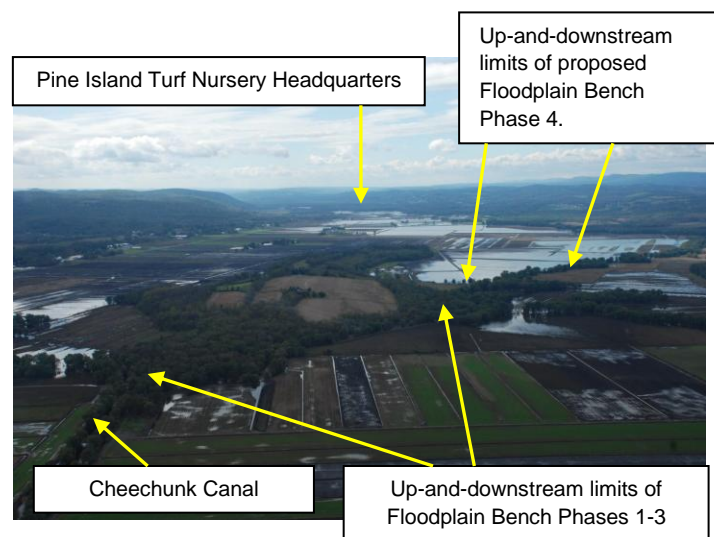 Up-and-downstream
limits of proposed
Floodplain Bench
Phase 4.
Pine Island Turf Nursery Headquarters
Cheechunk Canal
Up-and-downstream limits of
Floodplain Bench Phases 1-3